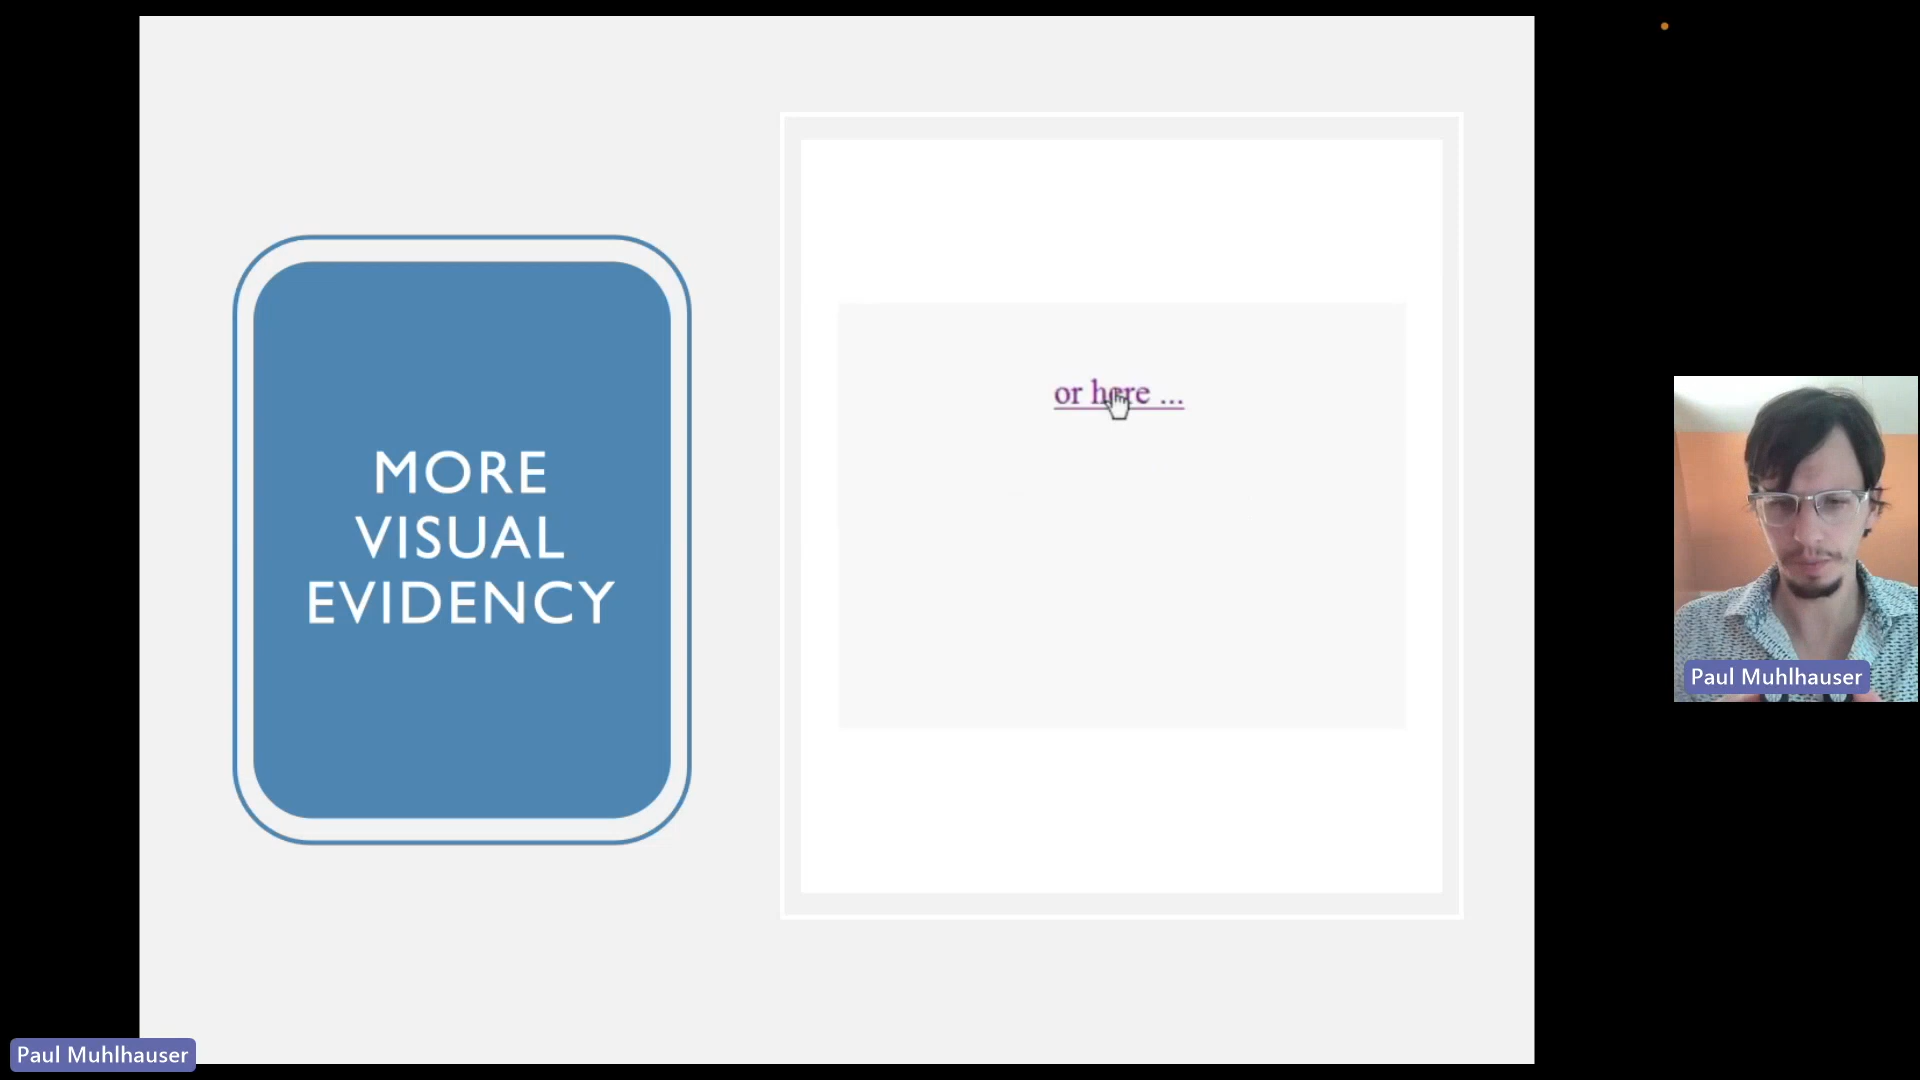 MORE
VISUAL
EVIDENCY
or here ...
Paul Muhlhauser
Paul Muhlhauser